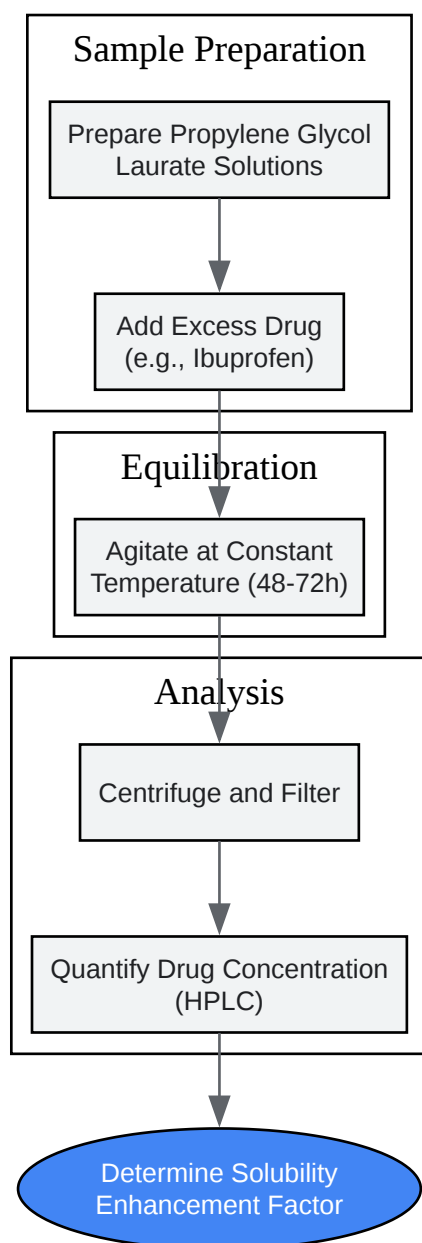 Sample Preparation
Prepare Propylene Glycol
Laurate Solutions
Add Excess Drug
(e.g., Ibuprofen)
Equilibration
Agitate at Constant
Temperature (48-72h)
Analysis
Centrifuge and Filter
Quantify Drug Concentration
(HPLC)
Determine Solubility
Enhancement Factor